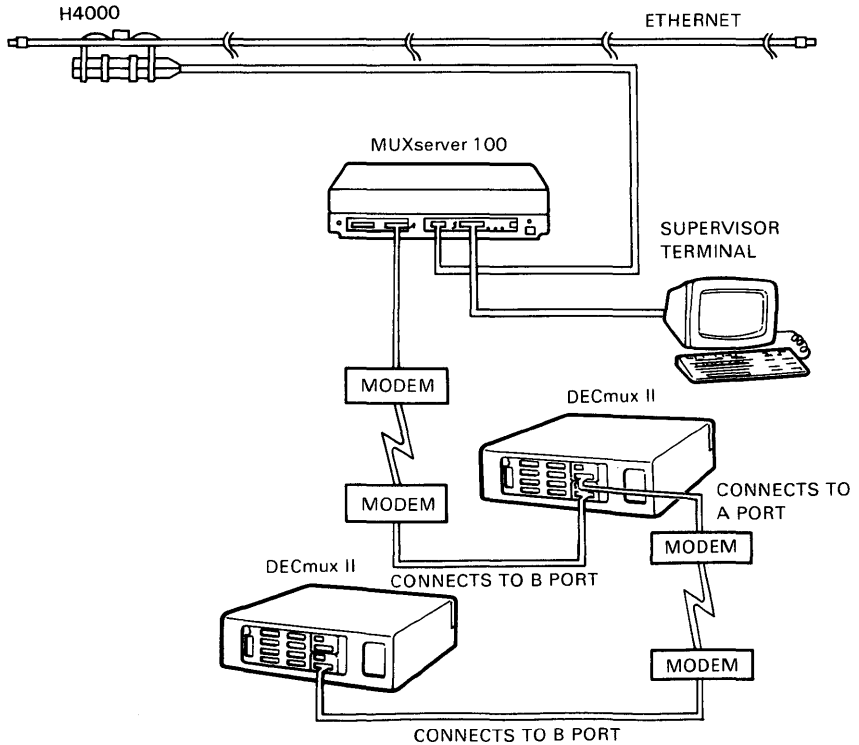 H4000
ETHERNET
MUXserver 100
SUPERVISOR
TERMINAL
MODEM
DECmux II
MODEM
CONNECTS TO
A PORT
MODEM
DECmux II
CONNECTS TO B PORT
MODEM
CONNECTS TO B PORT